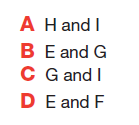 A H and I
B E and G
C G and I
D E and F